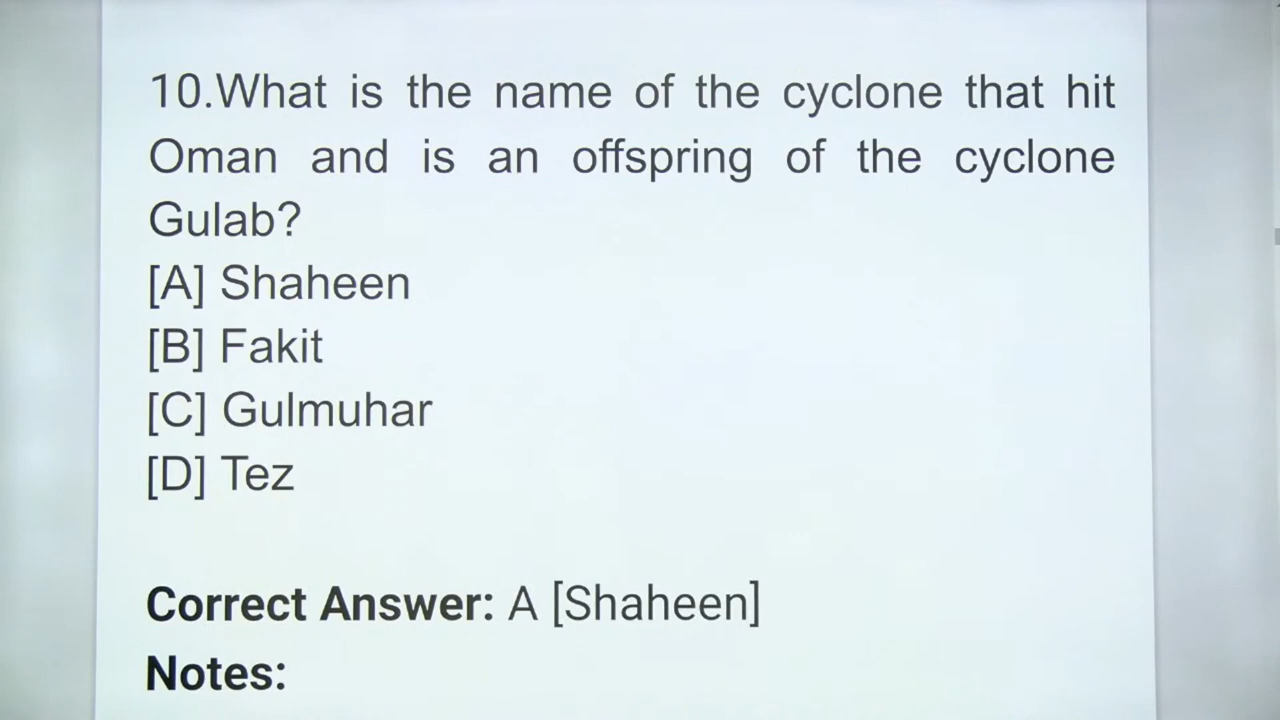 10.What is the name of the cyclone that hit
Oman and is an offspring of the cyclone
Gulab?
[A] Shaheen
[B] Fakit
[C] Gulmuhar
[D] Tez
Correct Answer: A [Shaheen]
Notes: